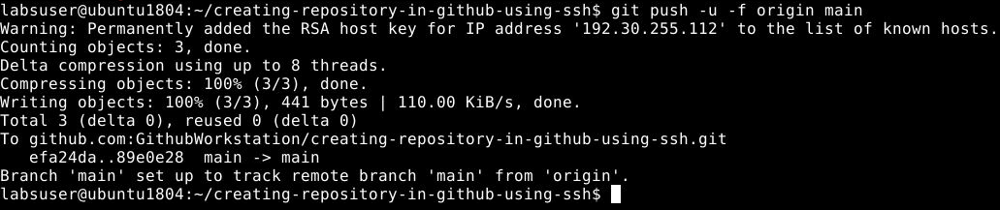 labsuser@ubuntu1804:~/creating-repository-in-github-using-ssh$ git push -u -f origin main
Warning: Permanently added the RSA host key for IP address '192.30.255.112' to the list of known hosts.
Counting objects: 3, done.
Delta compression using up to 8 threads.
Compressing objects: 100% (3/3), done.
Writing objects: 100% (3/3), 441 bytes | 110.00 KiB/s, done.
Total 3 (delta 0), reused 0 (delta 0)
To github.com:GithubWorkstation/creating-repository-in-github-using-ssh.git
   efa24da..89e0e28  main -> main
Branch 'main' set up to track remote branch 'main' from 'origin'.
labsuser@ubuntu1804:~/creating-repository-in-github-using-ssh$